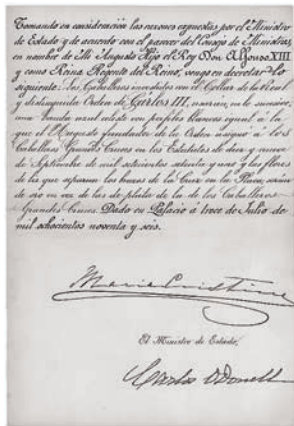 Tomando en consideración las razones expuestas por el Ministro
de Estado y de acuerdo con el parecer del Consejo de Ministros,
en nombre de Mi Augusto Hijo el Rey Don Alfonso XIII
y como Reina Regente del Reino, vengo en decretar lo
siguiente: Los Caballeros investidos con el Collar de la Real
y distinguida Orden de Carlos III, usarán, en lo sucesivo,
una banda azul celeste con perfiles blancos igual á la
que el Augusto fundador de la Orden asignó á los
Caballeros Grandes Cruces en los Estatutos de diez y nueve
de Septiembre de mil setecientos setenta y uno y las flores
de lis que separan los brazos de la Cruz en la Placa, serán
de oro en vez de las de plata de la de los Caballeros
Grandes Cruces. Dado en Palacio á trece de Julio de
mil ochocientos noventa y seis.
Maria Cristina
El Ministro de Estado,
Carlos O'Donnell